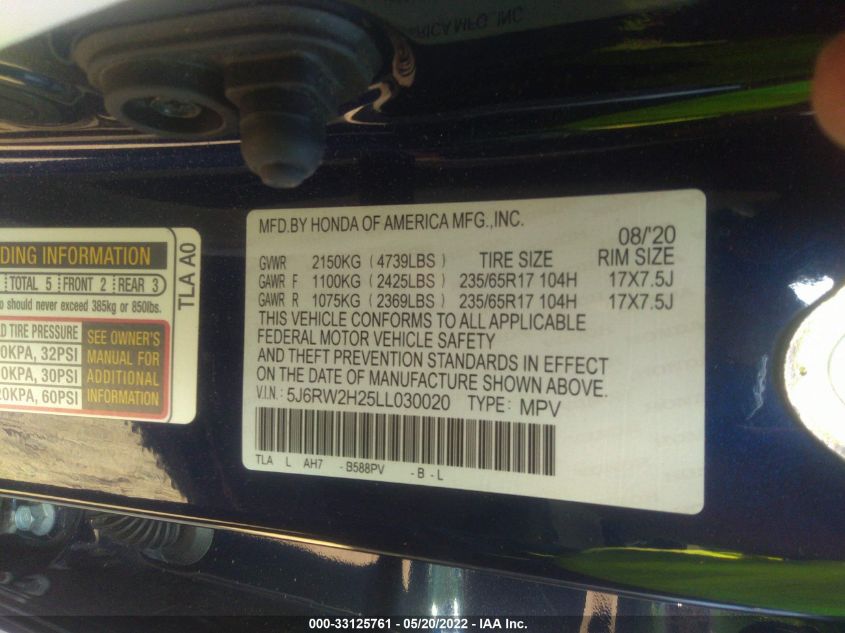 MFD.BY HONDA OF AMERICA MFG.,INC.
08/'20
GVWR 2150KG (4739LBS) TIRE SIZE RIM SIZE
GAWR F 1100KG (2425LBS) 235/65R17 104H 17X7.5J
GAWR R 1075KG (2369LBS) 235/65R17 104H 17X7.5J
THIS VEHICLE CONFORMS TO ALL APPLICABLE
FEDERAL MOTOR VEHICLE SAFETY
AND THEFT PREVENTION STANDARDS IN EFFECT
ON THE DATE OF MANUFACTURE SHOWN ABOVE.
V.I.N.: 5J6RW2H25LL030020 TYPE: MPV
TLA L AH7 -B588PV -B-L
INFORMATION
TOTAL 5 FRONT 2 REAR 3
should never exceed 385kg or 850lbs.
TIRE PRESSURE
32PSI
30PSI
60PSI
SEE OWNER'S
MANUAL FOR
ADDITIONAL
INFORMATION
TLA A0
000-33125761 - 05/20/2022 - IAA Inc.